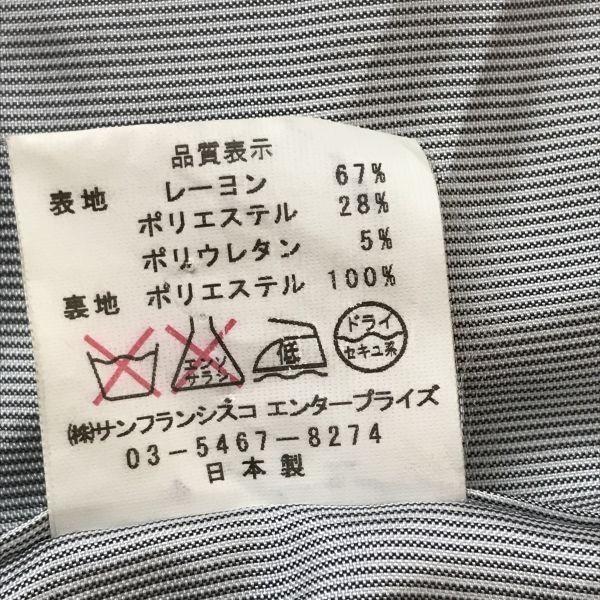 品質表示
表地 レーヨン 67%
ポリエステル 28%
ポリウレタン 5%
裏地 ポリエステル 100%
エンソ
サラシ
低
ドライ
セキユ系
(株)サンフランシスコ エンタープライズ
03-5467-8274
日本製